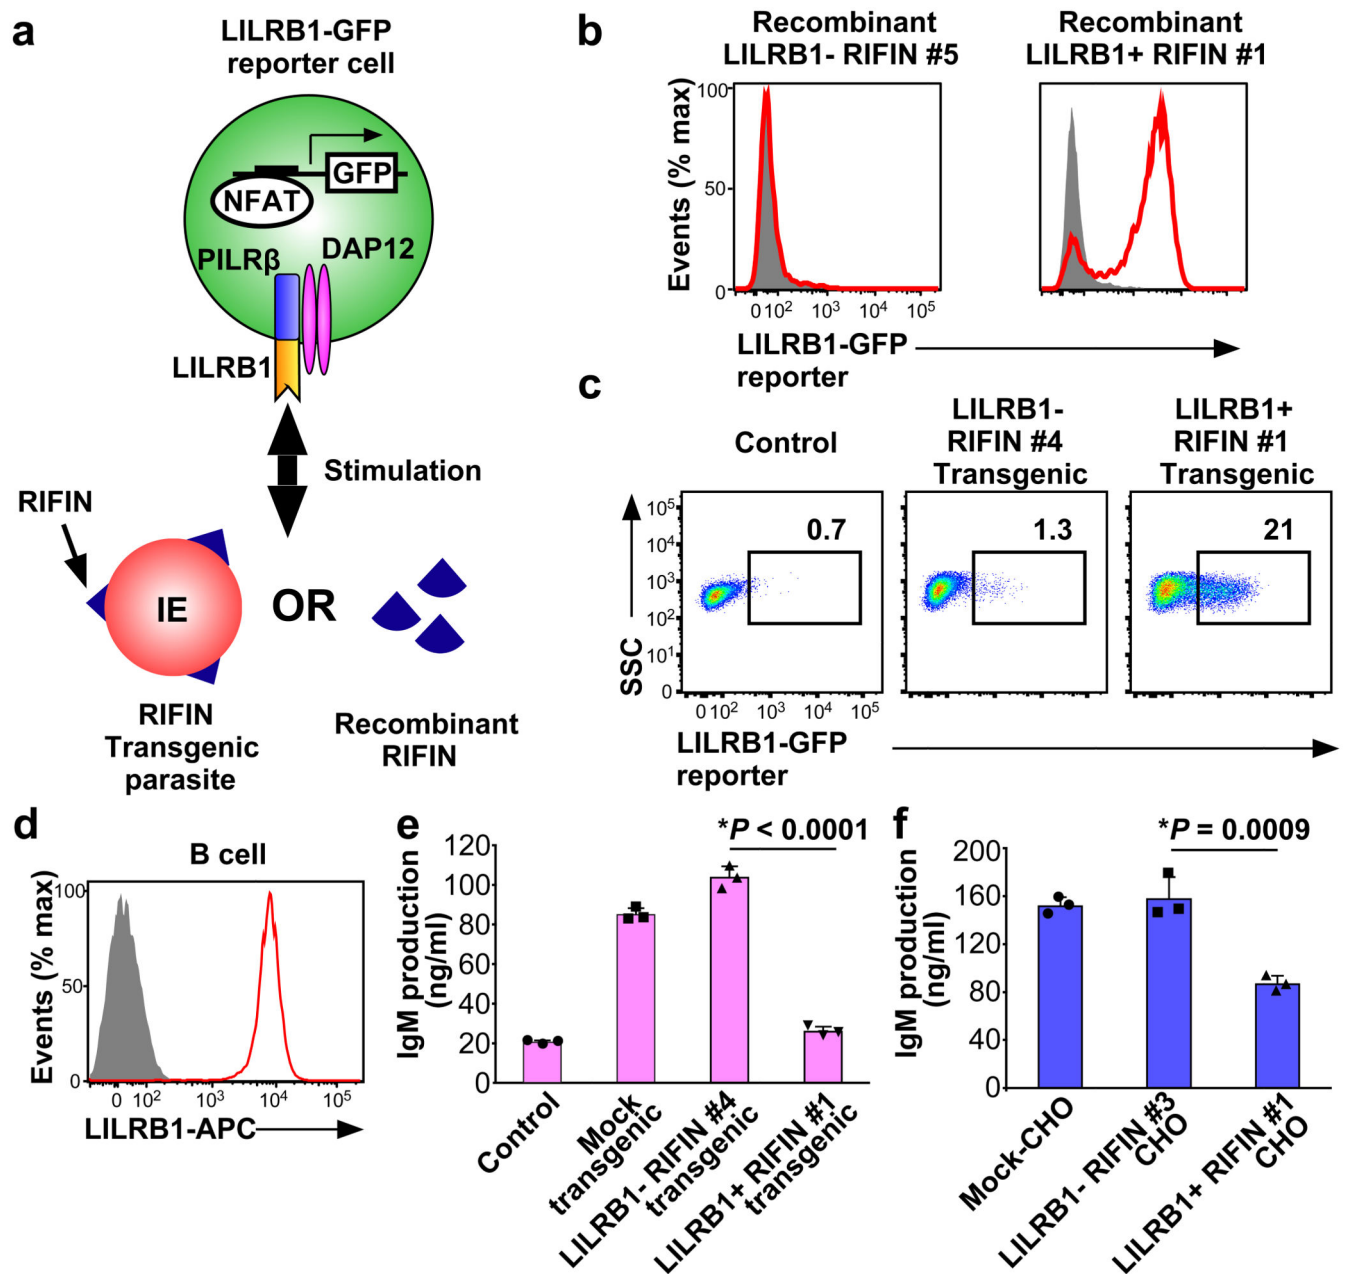 a
LILRB1-GFP
reporter cell
NFAT
GFP
PILRβ
DAP12
LILRB1
Stimulation
RIFIN
IE
OR
RIFIN
Transgenic
parasite
Recombinant
RIFIN
b
Recombinant
LILRB1- RIFIN #5
Recombinant
LILRB1+ RIFIN #1
Events (% max)
100
50
0
0 10² 10³ 10⁴ 10⁵
LILRB1-GFP
reporter
c
Control
LILRB1-
RIFIN #4
Transgenic
LILRB1+
RIFIN #1
Transgenic
0.7
1.3
21
SSC
10⁵
10⁴
10³
10²
10¹
0
0 10² 10³ 10⁴ 10⁵
LILRB1-GFP
reporter
d
B cell
Events (% max)
100
50
0
0 10² 10³ 10⁴ 10⁵
LILRB1-APC
e
*P < 0.0001
IgM production
(ng/ml)
120
100
80
60
40
20
0
Control
Mock
transgenic
LILRB1- RIFIN #4
transgenic
LILRB1+ RIFIN #1
transgenic
f
*P = 0.0009
IgM production
(ng/ml)
200
160
120
80
40
0
Mock-CHO
LILRB1- RIFIN #3
CHO
LILRB1+ RIFIN #1
CHO